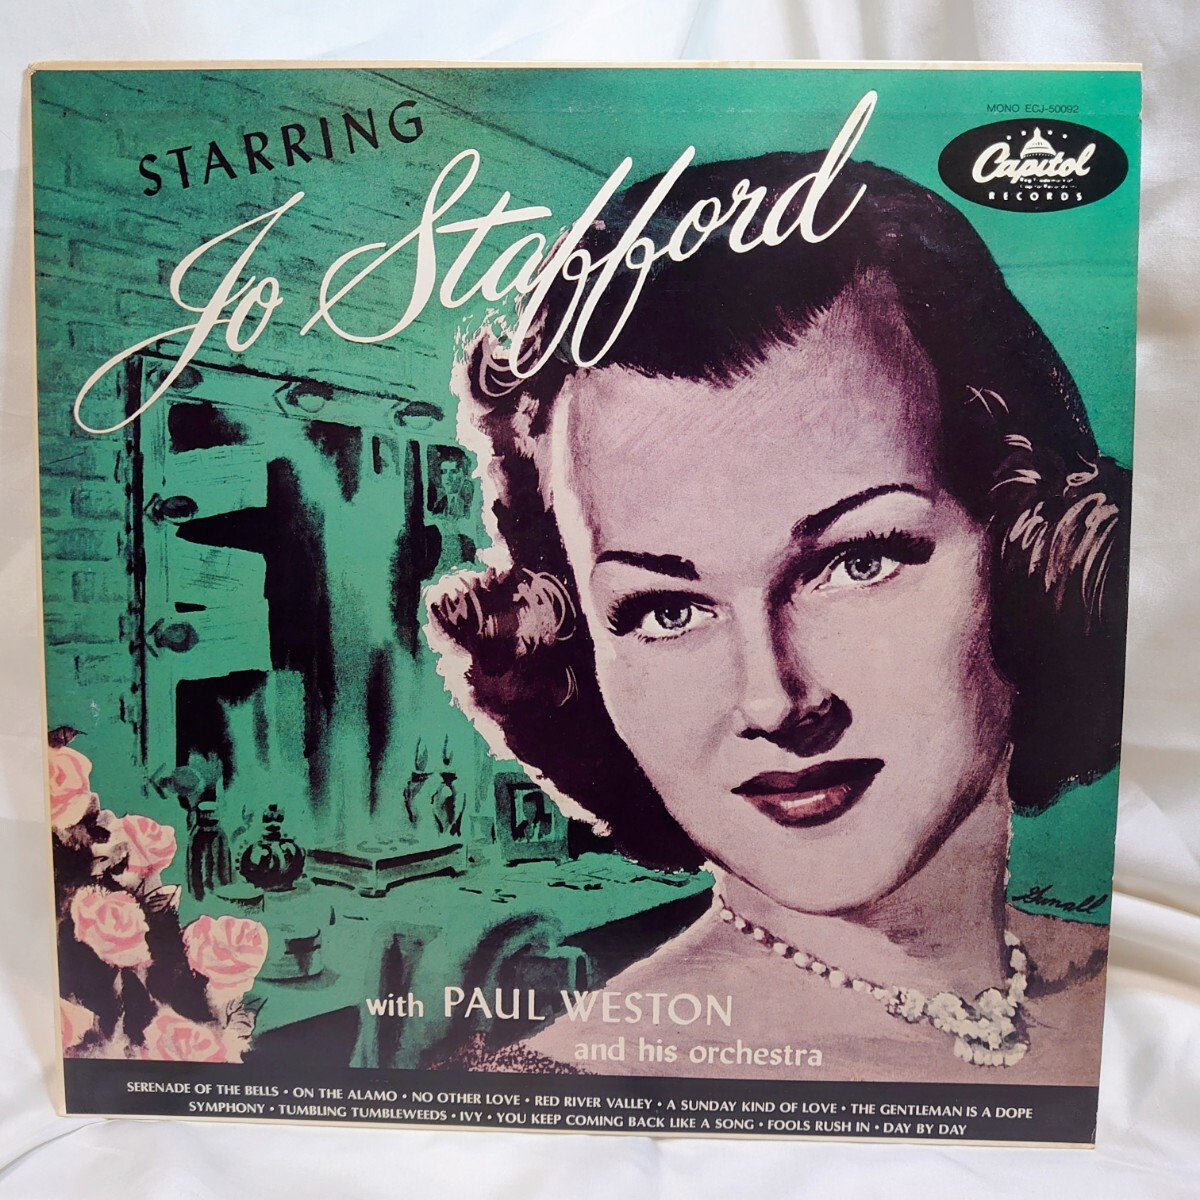 STARRING
Jo Stafford
MONO ECJ-50092
Capitol
RECORDS
with PAUL WESTON
and his orchestra
SERENADE OF THE BELLS • ON THE ALAMO • NO OTHER LOVE • RED RIVER VALLEY • A SUNDAY KIND OF LOVE • THE GENTLEMAN IS A DOPE
SYMPHONY • TUMBLING TUMBLEWEEDS • IVY • YOU KEEP COMING BACK LIKE A SONG • FOOLS RUSH IN • DAY BY DAY